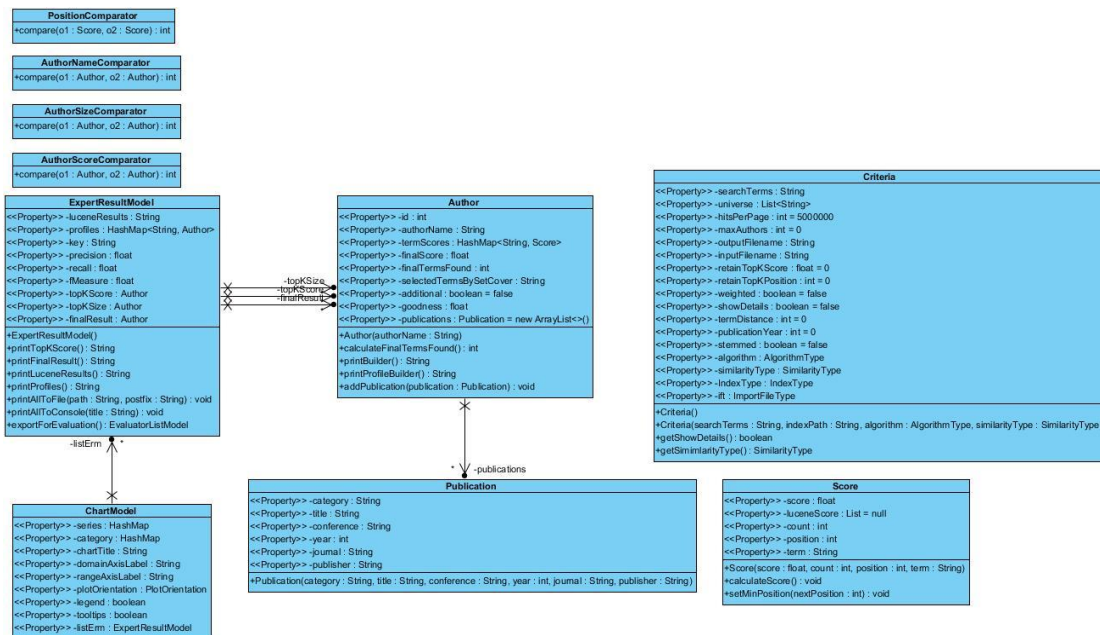 PositionComparator
+compare(o1 : Score, o2 : Score) : int
AuthorNameComparator
+compare(o1 : Author, o2 : Author) : int
AuthorSizeComparator
+compare(o1 : Author, o2 : Author) : int
AuthorScoreComparator
+compare(o1 : Author, o2 : Author) : int
ExpertResultModel
<<Property>> -luceneResults : String
<<Property>> -profiles : HashMap<String, Author>
<<Property>> -key : String
<<Property>> -precision : float
<<Property>> -recall : float
<<Property>> -fMeasure : float
<<Property>> -topKScore : Author
<<Property>> -topKSize : Author
<<Property>> -finalResult : Author
+ExpertResultModel()
+printTopKScore() : String
+printFinalResult() : String
+printLuceneResults() : String
+printProfiles() : String
+printAllToFile(path : String, postfix : String) : void
+printAllToConsole(title : String) : void
+exportForEvaluation() : EvaluatorListModel
-topKSize
-topKScore
-finalResult
*
Author
<<Property>> -id : int
<<Property>> -authorName : String
<<Property>> -termScores : HashMap<String, Score>
<<Property>> -finalScore : float
<<Property>> -finalTermsFound : int
<<Property>> -selectedTermsBySetCover : String
<<Property>> -additional : boolean = false
<<Property>> -goodness : float
<<Property>> -publications : Publication = new ArrayList<>()
+Author(authorName : String)
+calculateFinalTermsFound() : int
+printBuilder() : String
+printProfileBuilder() : String
+addPublication(publication : Publication) : void
Criteria
<<Property>> -searchTerms : String
<<Property>> -universe : List<String>
<<Property>> -hitsPerPage : int = 5000000
<<Property>> -maxAuthors : int = 0
<<Property>> -outputFilename : String
<<Property>> -inputFilename : String
<<Property>> -retainTopKScore : float = 0
<<Property>> -retainTopKPosition : int = 0
<<Property>> -weighted : boolean = false
<<Property>> -showDetails : boolean = false
<<Property>> -termDistance : int = 0
<<Property>> -publicationYear : int = 0
<<Property>> -stemmed : boolean = false
<<Property>> -algorithm : AlgorithmType
<<Property>> -similarityType : SimilarityType
<<Property>> -IndexType : IndexType
<<Property>> -ift : ImportFileType
+Criteria()
+Criteria(searchTerms : String, indexPath : String, algorithm : AlgorithmType, similarityType : SimilarityType
+getShowDetails() : boolean
+getSimimlarityType() : SimilarityType
-listErm *
* -publications
ChartModel
<<Property>> -series : HashMap
<<Property>> -category : HashMap
<<Property>> -chartTitle : String
<<Property>> -domainAxisLabel : String
<<Property>> -rangeAxisLabel : String
<<Property>> -plotOrientation : PlotOrientation
<<Property>> -legend : boolean
<<Property>> -tooltips : boolean
<<Property>> -listErm : ExpertResultModel
Publication
<<Property>> -category : String
<<Property>> -title : String
<<Property>> -conference : String
<<Property>> -year : int
<<Property>> -journal : String
<<Property>> -publisher : String
+Publication(category : String, title : String, conference : String, year : int, journal : String, publisher : String)
Score
<<Property>> -score : float
<<Property>> -luceneScore : List = null
<<Property>> -count : int
<<Property>> -position : int
<<Property>> -term : String
+Score(score : float, count : int, position : int, term : String)
+calculateScore() : void
+setMinPosition(nextPosition : int) : void